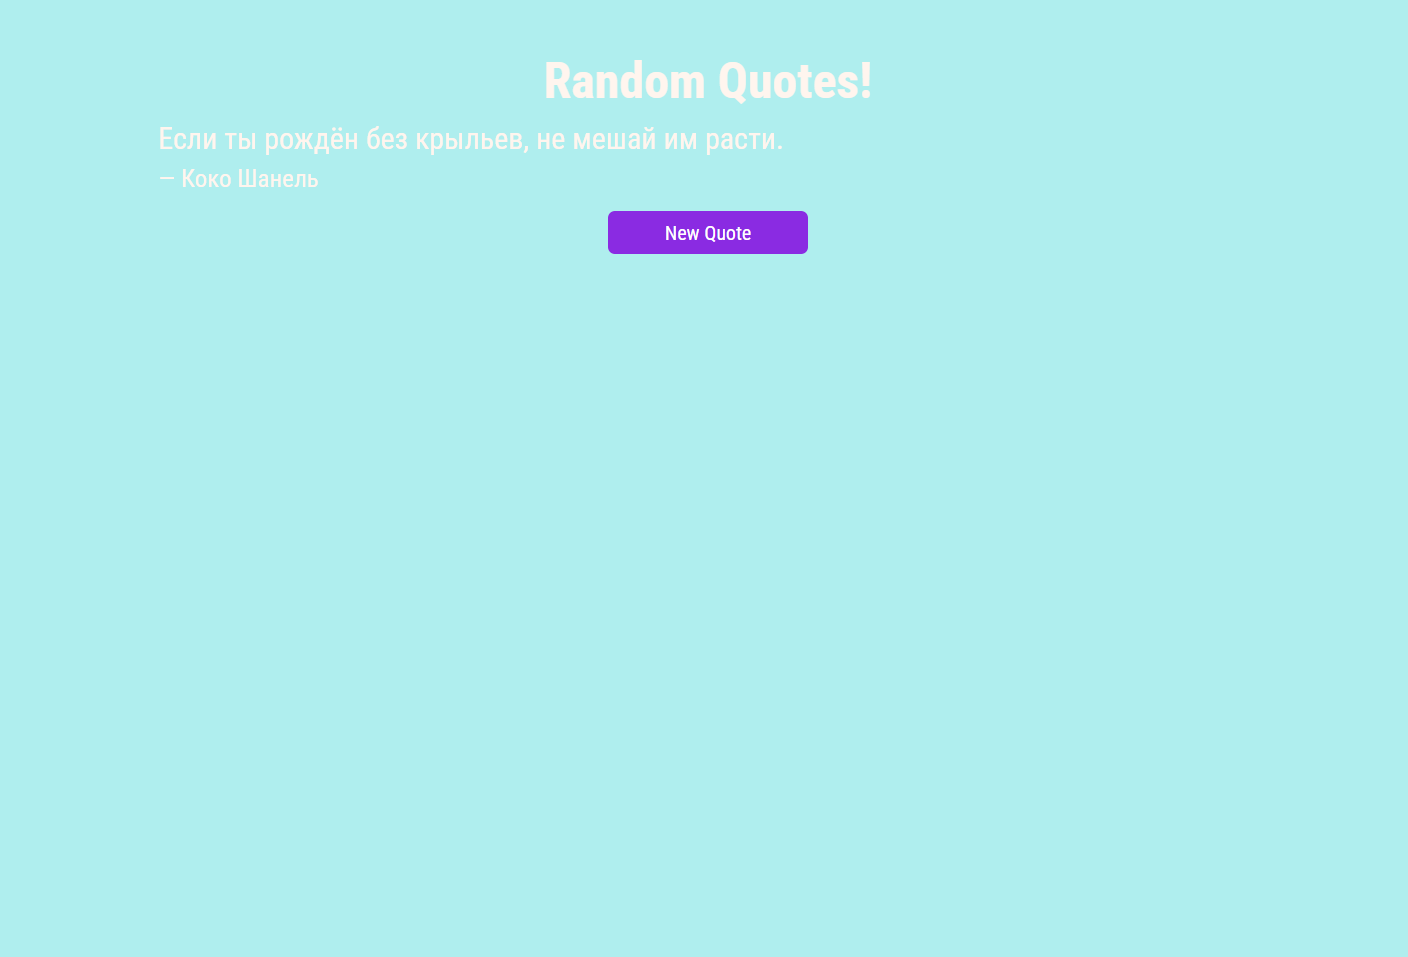 Random Quotes!
Если ты рождён без крыльев, не мешай им расти.
— Коко Шанель
New Quote